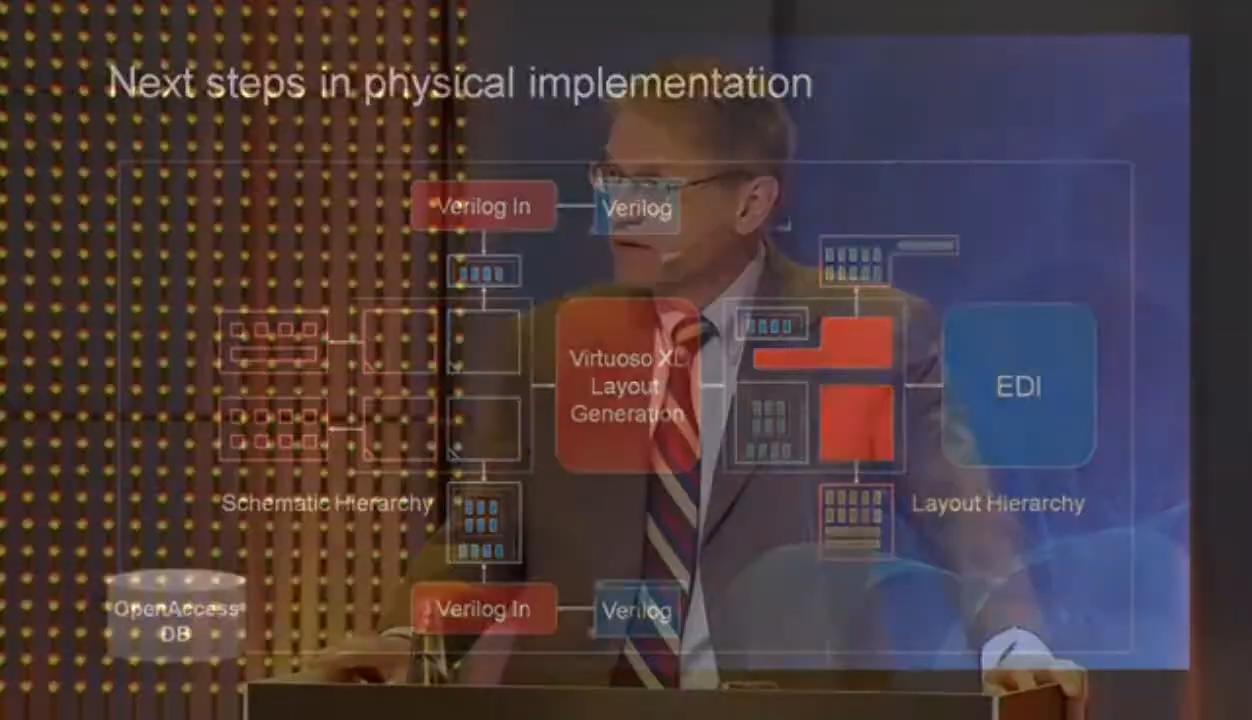 Next steps in physical implementation
Verilog In
Verilog
Virtuoso XL
Layout
Generation
EDI
Schematic Hierarchy
Layout Hierarchy
OpenAccess
DB
Verilog In
Verilog